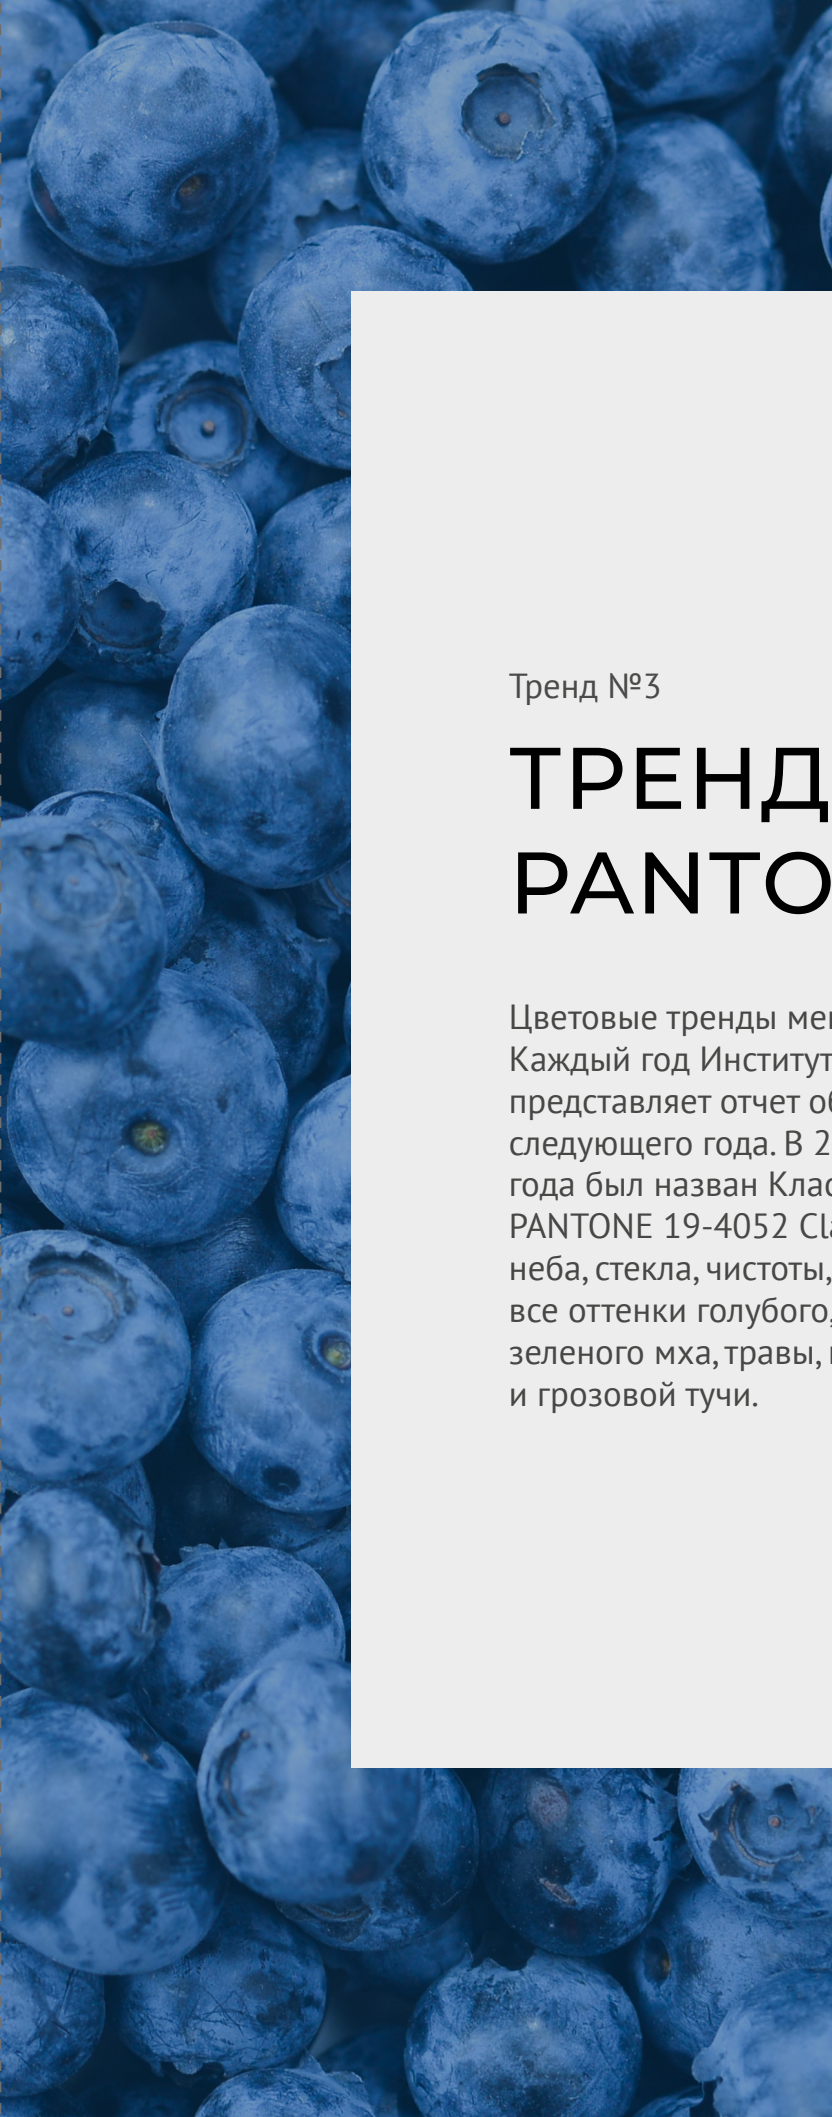 Тренд №3
ТРЕНД
PANTO
Цветовые тренды
Каждый год Институт
представляет отчет
следующего года. В
года был назван
PANTONE 19-4052
неба, стекла, чистоты,
все оттенки голубого,
зеленого мха, травы,
и грозовой тучи.